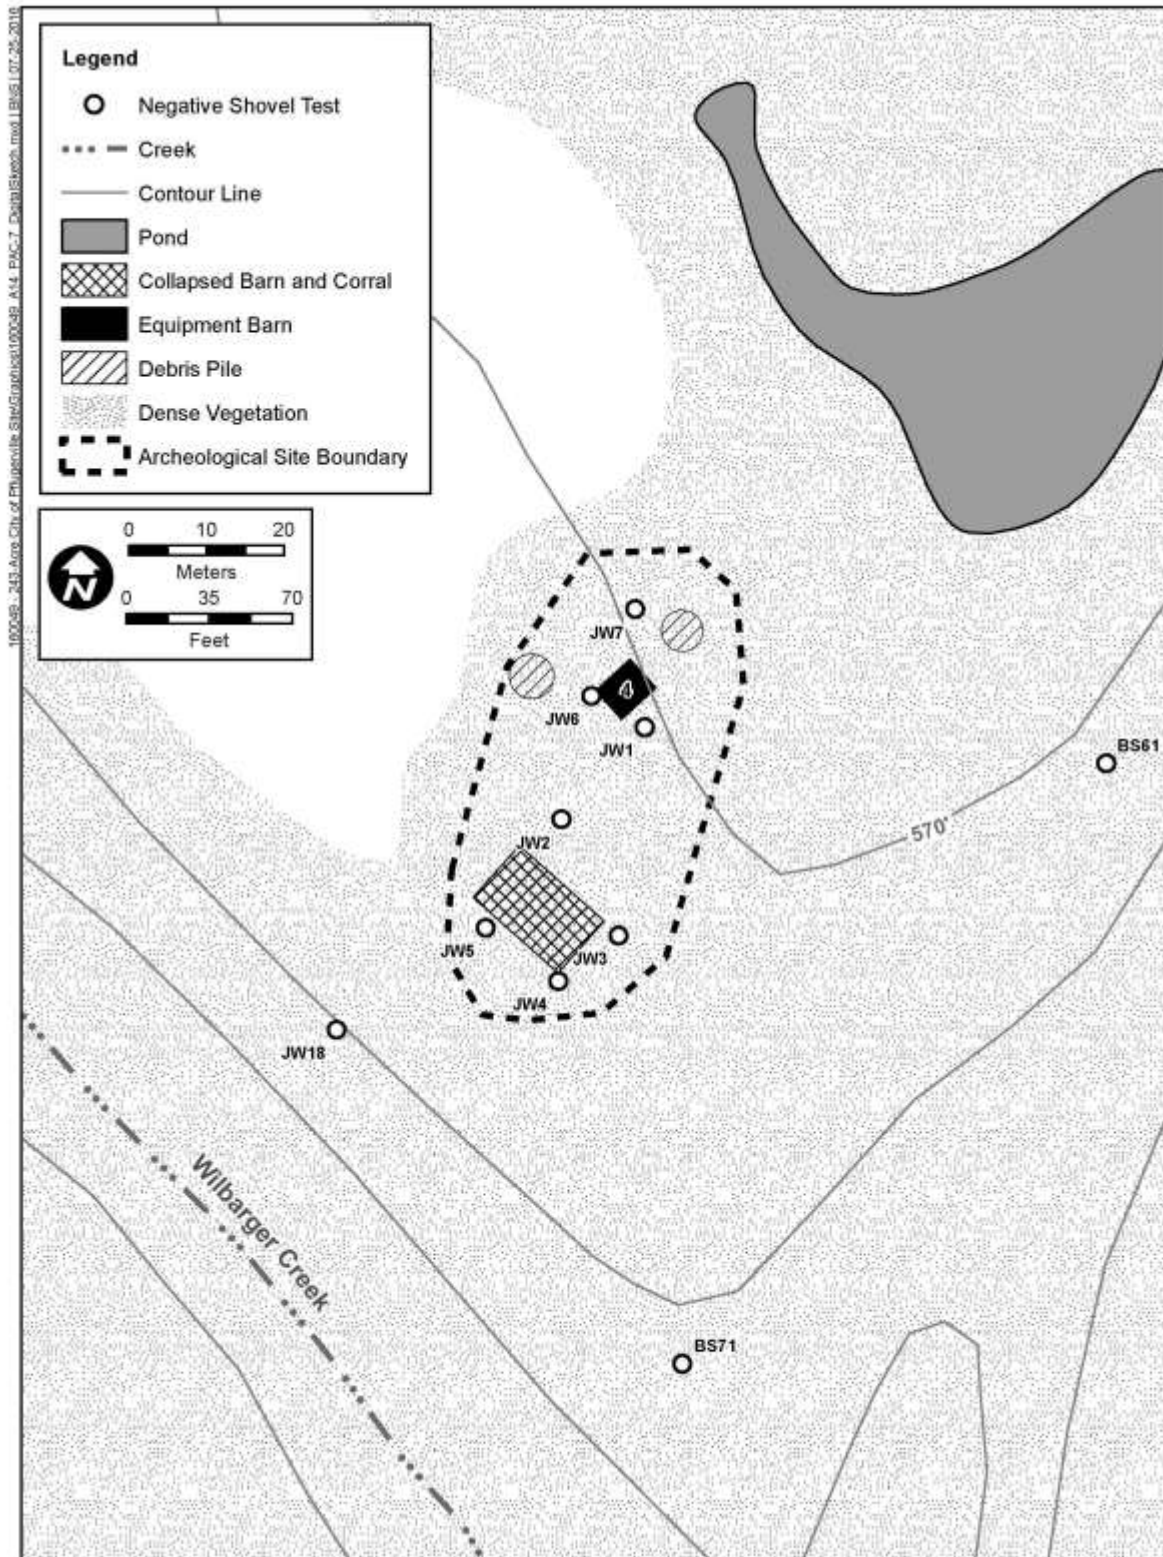 Legend
Negative Shovel Test
Creek
Contour Line
Pond
Collapsed Barn and Corral
Equipment Barn
Debris Pile
Dense Vegetation
Archeological Site Boundary
N
0 10 20
Meters
0 35 70
Feet
JW7
4
JW6
JW1
BS61
570'
JW2
JW5
JW3
JW4
JW18
Wilbarger Creek
BS71